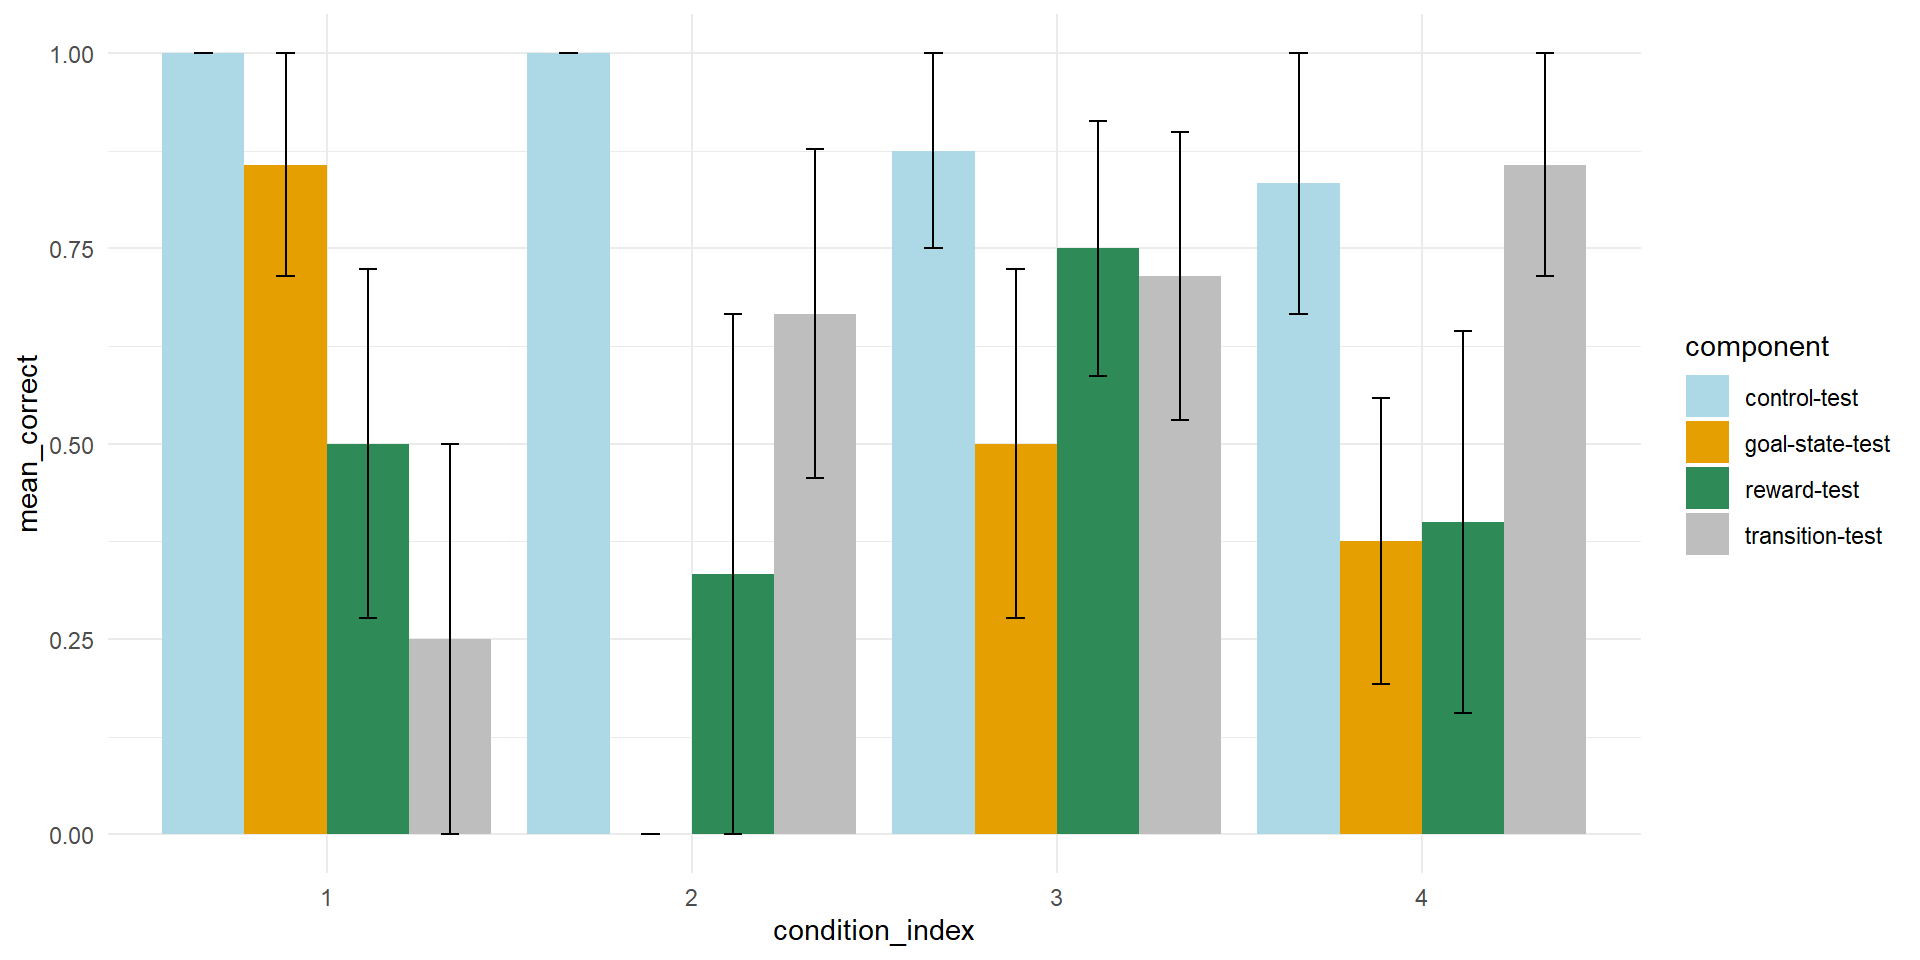 1.00
0.75
0.50
0.25
0.00
mean_correct
1
2
3
4
condition_index
component
control-test
goal-state-test
reward-test
transition-test